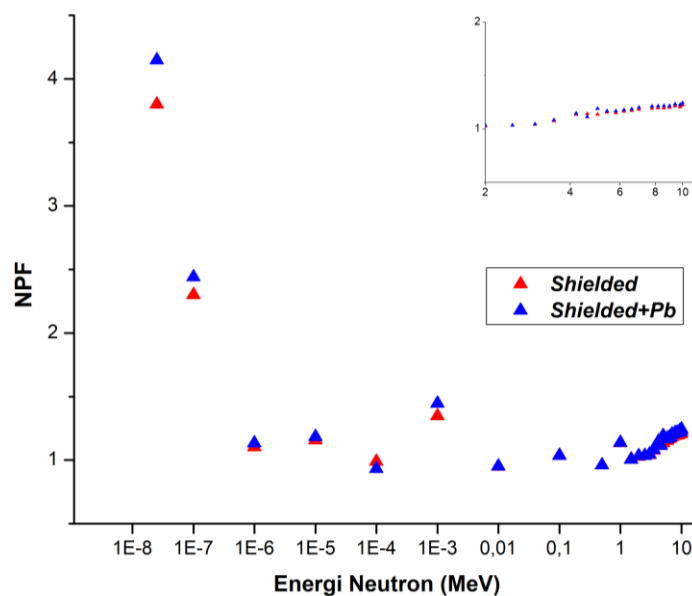 4
3
2
1
NPF
1E-8 1E-7 1E-6 1E-5 1E-4 1E-3 0,01 0,1 1 10
Energi Neutron (MeV)
2
1
2 4 6 8 10
Shielded
Shielded+Pb